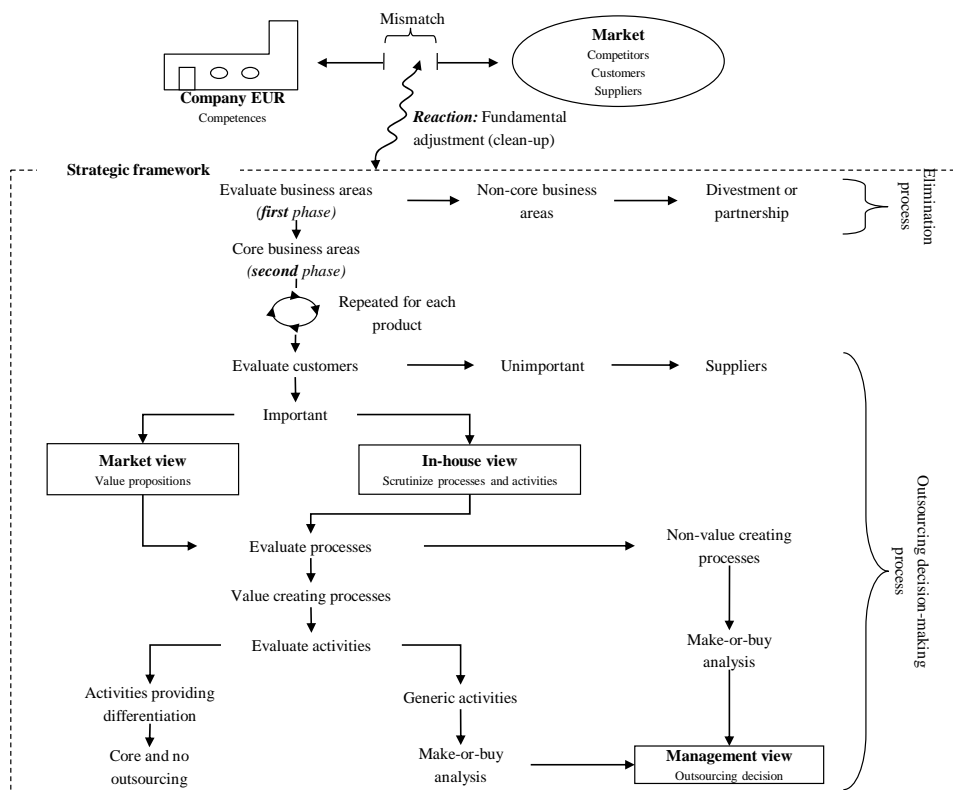 Mismatch
Market
Competitors
Customers
Suppliers
Company EUR
Competences
Reaction: Fundamental
adjustment (clean-up)
Strategic framework
Evaluate business areas
(first phase)
Non-core business
areas
Divestment or
partnership
Elimination
process
Core business areas
(second phase)
Repeated for each
product
Evaluate customers
Unimportant
Suppliers
Important
Market view
Value propositions
In-house view
Scrutinize processes and activities
Outsourcing decision-making
process
Evaluate processes
Non-value creating
processes
Value creating processes
Evaluate activities
Make-or-buy
analysis
Activities providing
differentiation
Generic activities
Core and no
outsourcing
Make-or-buy
analysis
Management view
Outsourcing decision